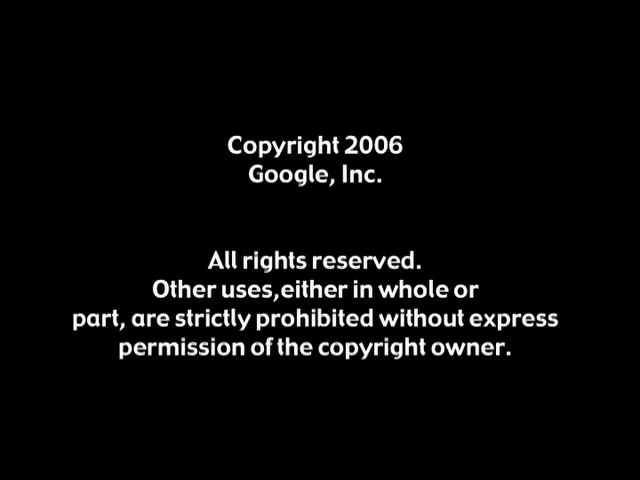 Copyright 2006
Google, Inc.
All rights reserved.
Other uses,either in whole or
part, are strictly prohibited without express
permission of the copyright owner.